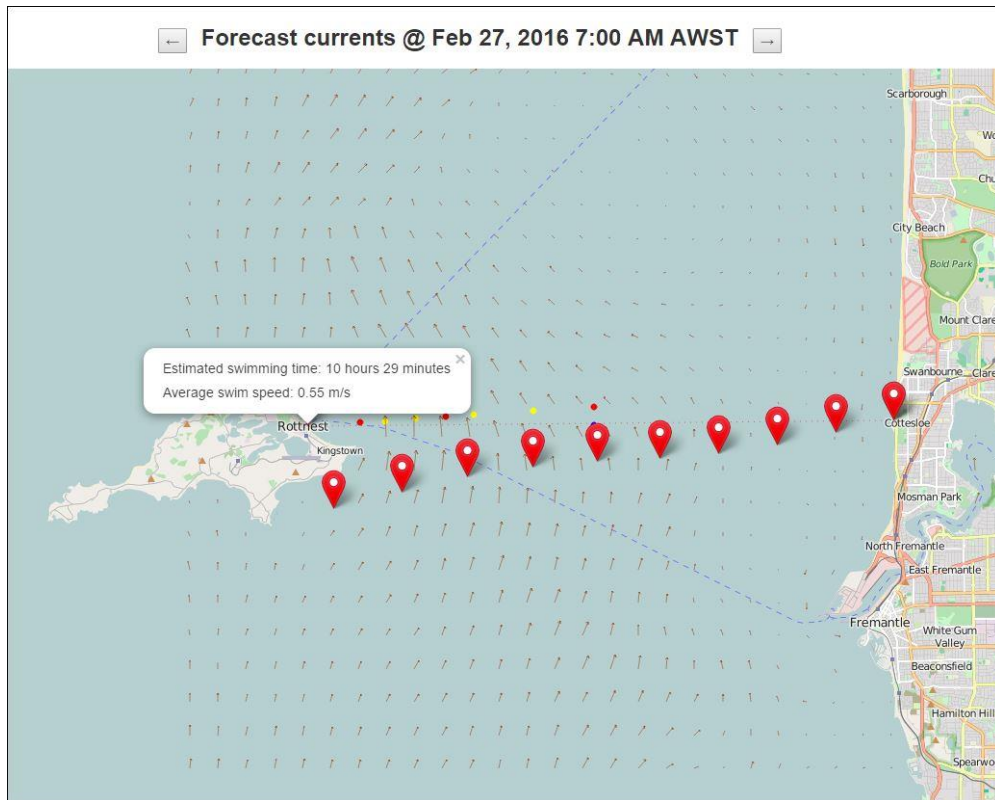 ← Forecast currents @ Feb 27, 2016 7:00 AM AWST →
Scarborough
City Beach
Bold Park
Mount Clare
Estimated swimming time: 10 hours 29 minutes ×
Average swim speed: 0.55 m/s
Swanbourne
Clare
Rottnest
Cottesloe
Kingstown
Mosman Park
North Fremantle
East Fremantle
Fremantle
White Gum
Valley
Beaconsfield
Hamilton Hill
Spearwo